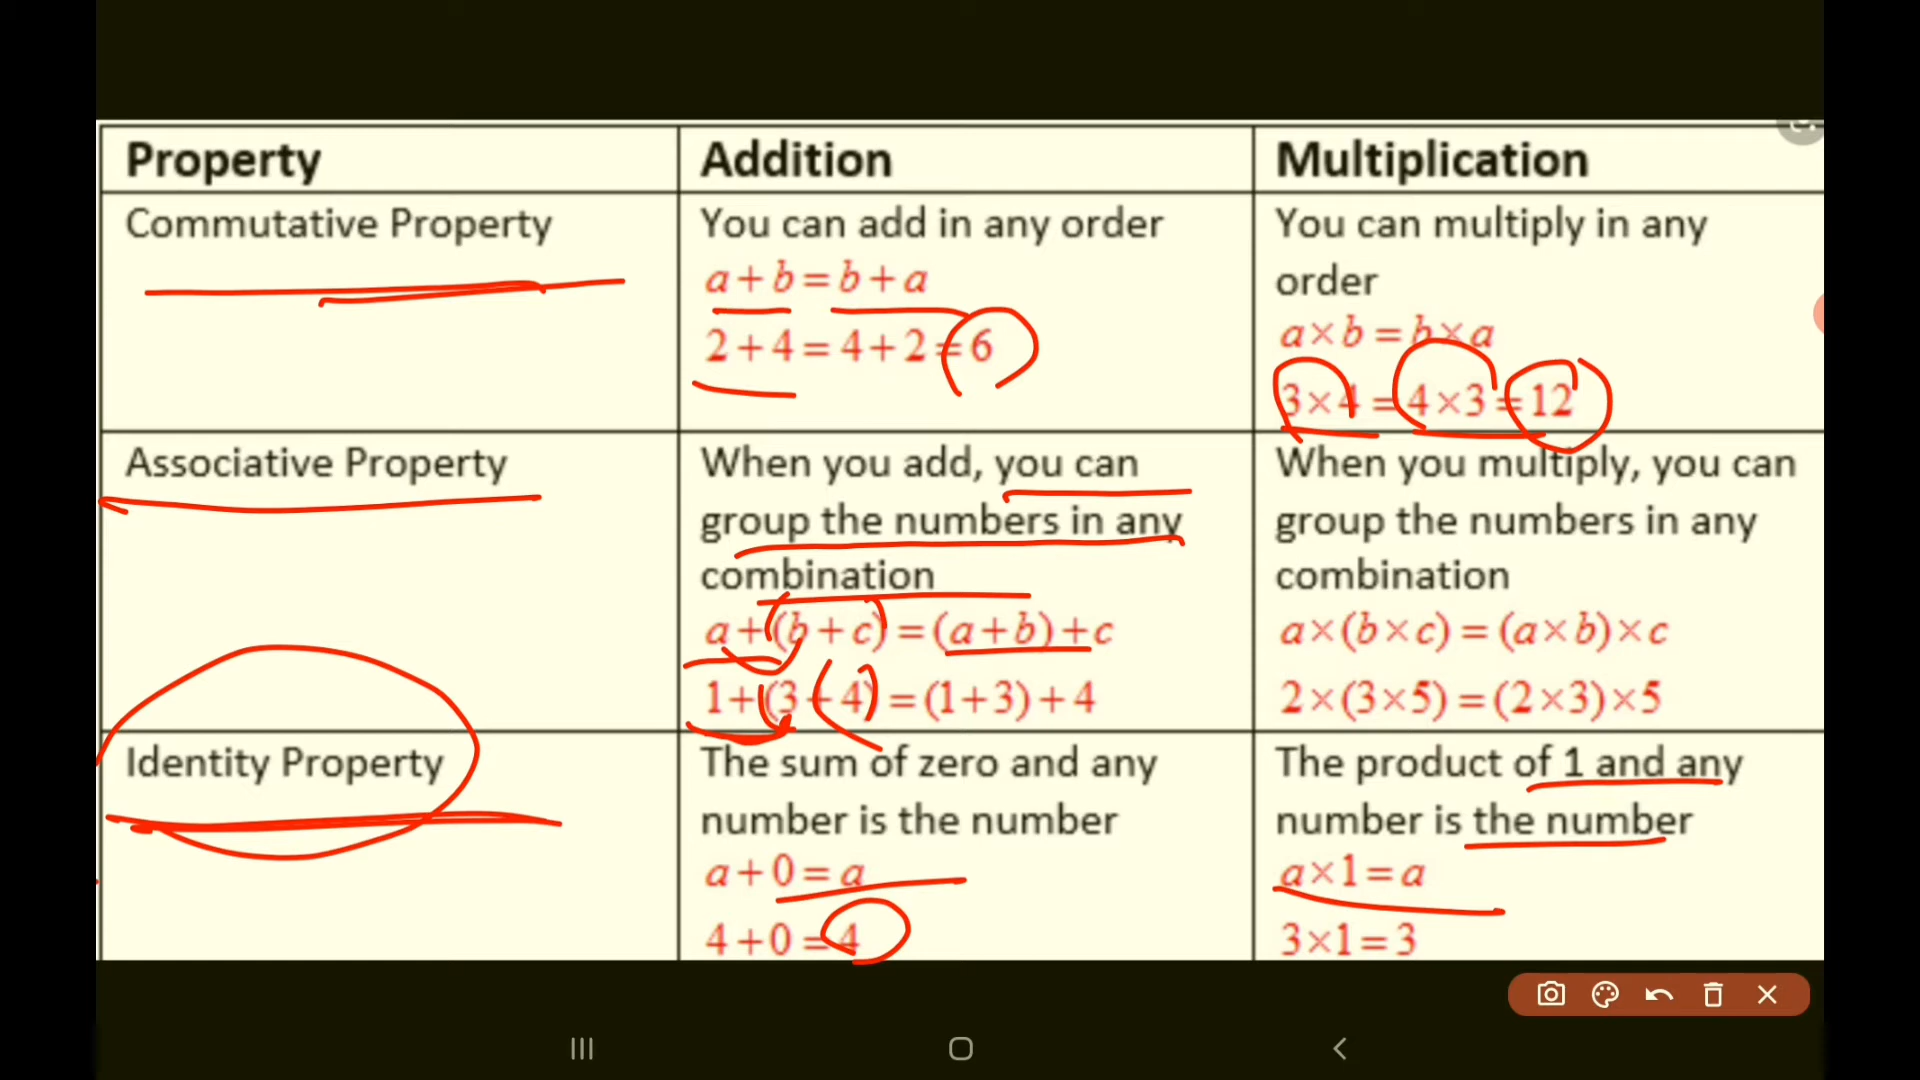 Property
Addition
Multiplication
Commutative Property
You can add in any order
a+b=b+a
2+4=4+2=6
You can multiply in any
order
a×b=b×a
3×4=4×3=12
Associative Property
When you add, you can
group the numbers in any
combination
a+(b+c)=(a+b)+c
1+(3+4)=(1+3)+4
When you multiply, you can
group the numbers in any
combination
a×(b×c)=(a×b)×c
2×(3×5)=(2×3)×5
Identity Property
The sum of zero and any
number is the number
a+0=a
4+0=4
The product of 1 and any
number is the number
a×1=a
3×1=3